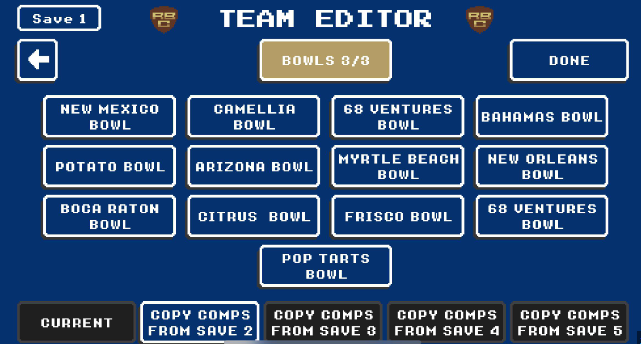 Save 1
RB
C
TEAM EDITOR
RB
C
BOWLS 3/3
DONE
NEW MEXICO
BOWL
CAMELLIA
BOWL
68 VENTURES
BOWL
BAHAMAS BOWL
POTATO BOWL
ARIZONA BOWL
MYRTLE BEACH
BOWL
NEW ORLEANS
BOWL
BOCA RATON
BOWL
CITRUS BOWL
FRISCO BOWL
68 VENTURES
BOWL
POP TARTS
BOWL
CURRENT
COPY COMPS
FROM SAVE 2
COPY COMPS
FROM SAVE 3
COPY COMPS
FROM SAVE 4
COPY COMPS
FROM SAVE 5